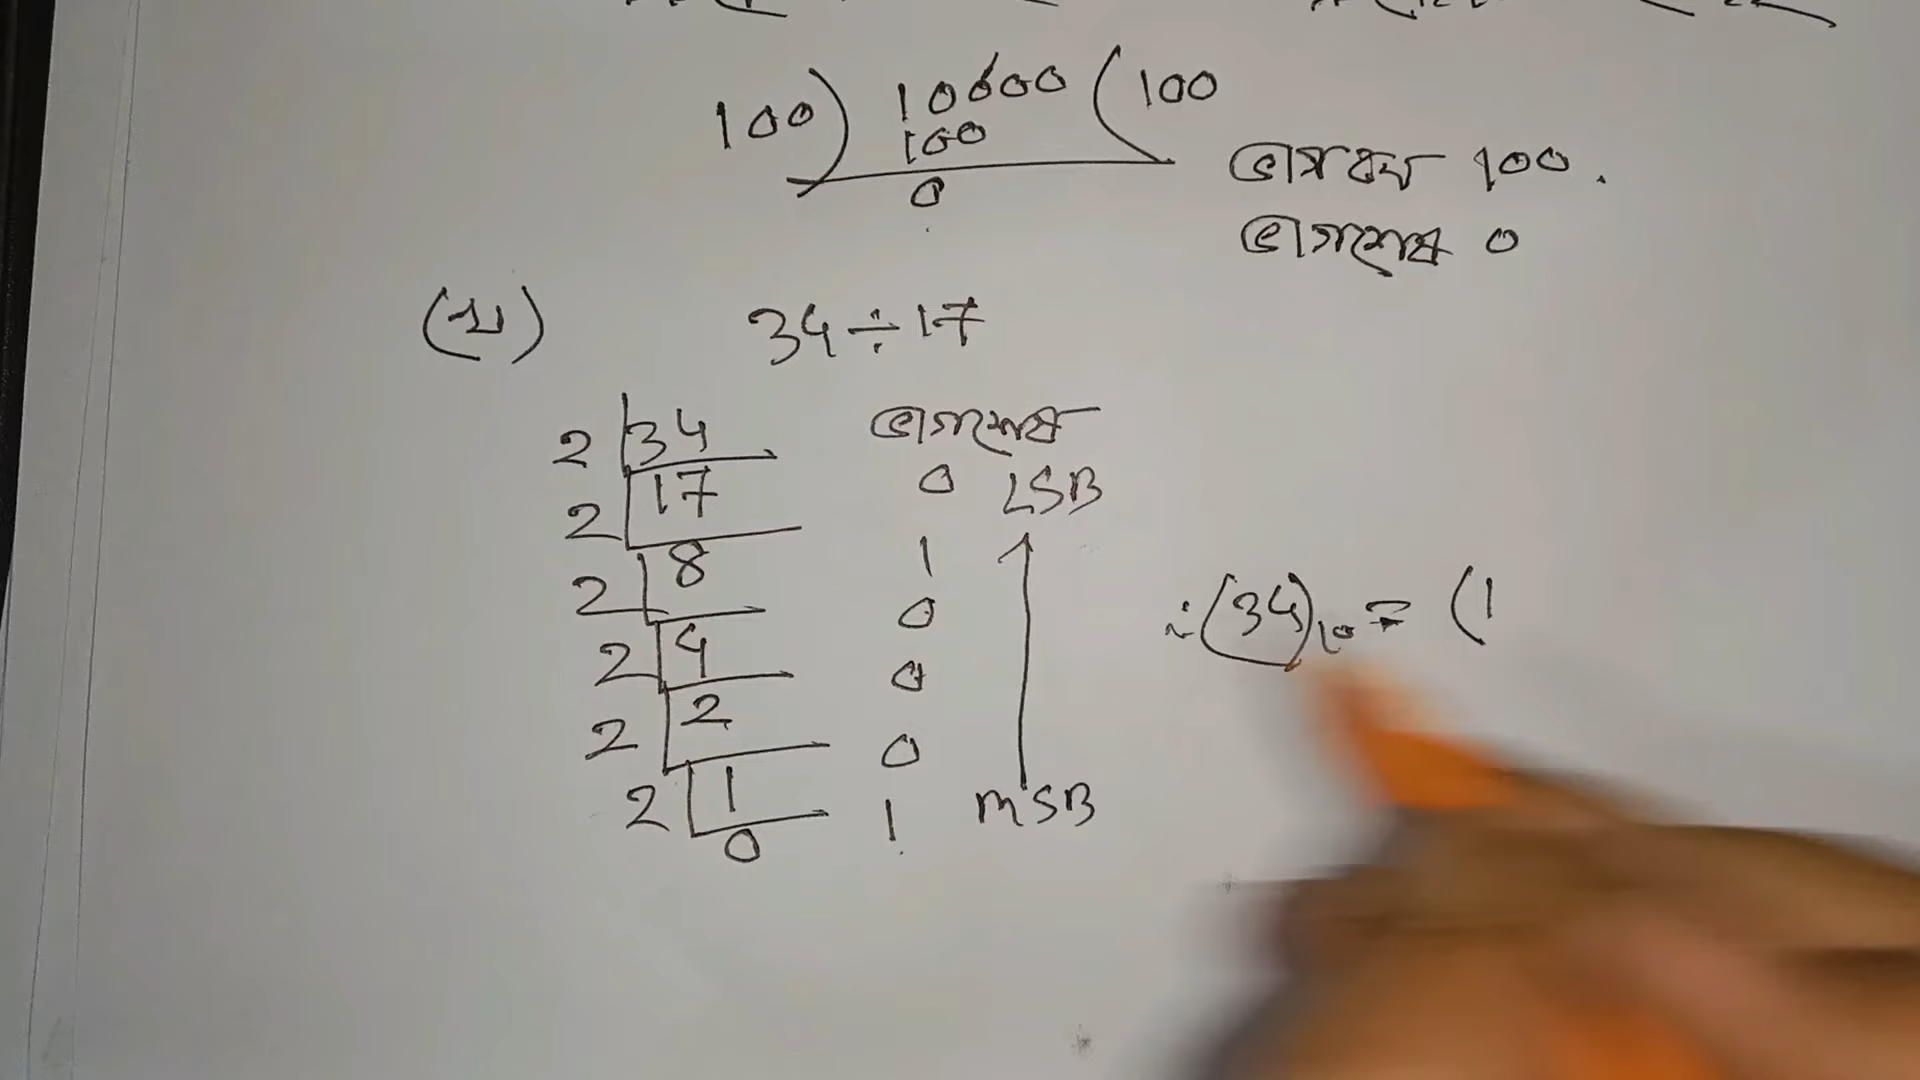 100) 10000 (100
100
0
ভাগফল 100.
ভাগশেষ 0
(খ) 34÷17
2 34 ভাগশেষ
2 17 0 LSB
2 8 1
2 4 0
2 2 0
2 1 0
0 1 MSB
∴(34)10 = (1